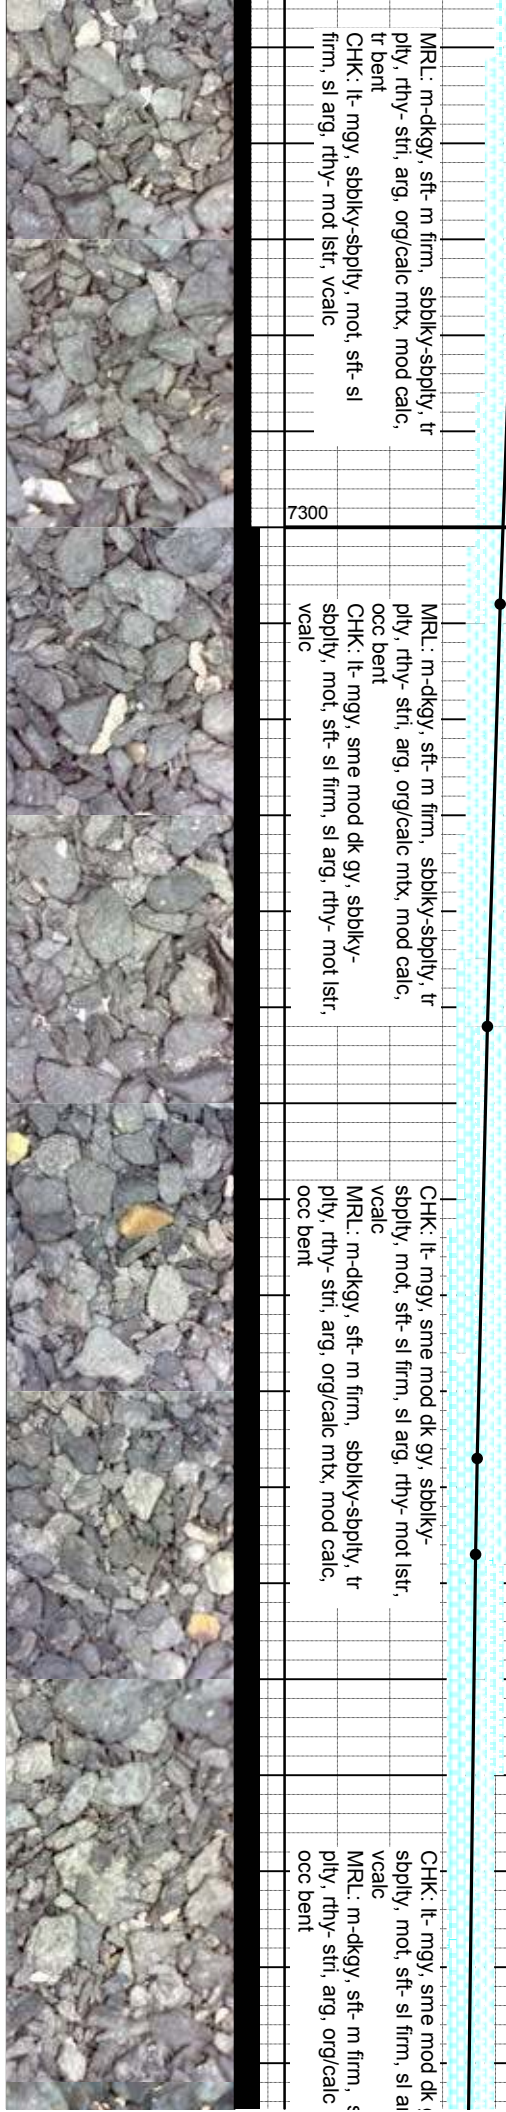 MRL: m-dkgy, sft- m firm,  sbblky-sbplty, tr
plty, rthy- stri, arg, org/calc mtx, mod calc,
tr bent
CHK: lt- mgy, sbblky-sbplty, mot, sft- sl
firm, sl arg, rthy- mot lstr, vcalc
7300
MRL: m-dkgy, sft- m firm,  sbblky-sbplty, tr
plty, rthy- stri, arg, org/calc mtx, mod calc,
occ bent
CHK: lt- mgy, sme mod dk gy, sbblky-
sbplty, mot, sft- sl firm, sl arg, rthy- mot lstr,
vcalc
CHK: lt- mgy, sme mod dk gy, sbblky-
sbplty, mot, sft- sl firm, sl arg, rthy- mot lstr,
vcalc
MRL: m-dkgy, sft- m firm,  sbblky-sbplty, tr
plty, rthy- stri, arg, org/calc mtx, mod calc,
occ bent
CHK: lt- mgy, sme mod dk
sbplty, mot, sft- sl firm, sl
vcalc
MRL: m-dkgy, sft- m firm,
plty, rthy- stri, arg, org/calc
occ bent